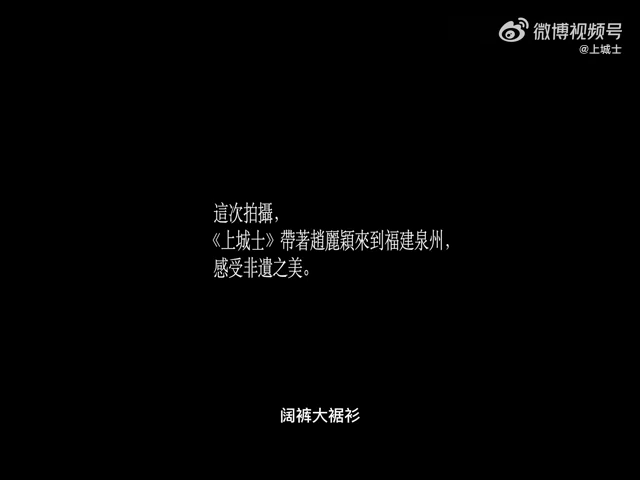 微博视频号
@上城士
這次拍攝，
《上城士》帶著趙麗穎來到福建泉州，
感受非遺之美。
阔裤大裾衫